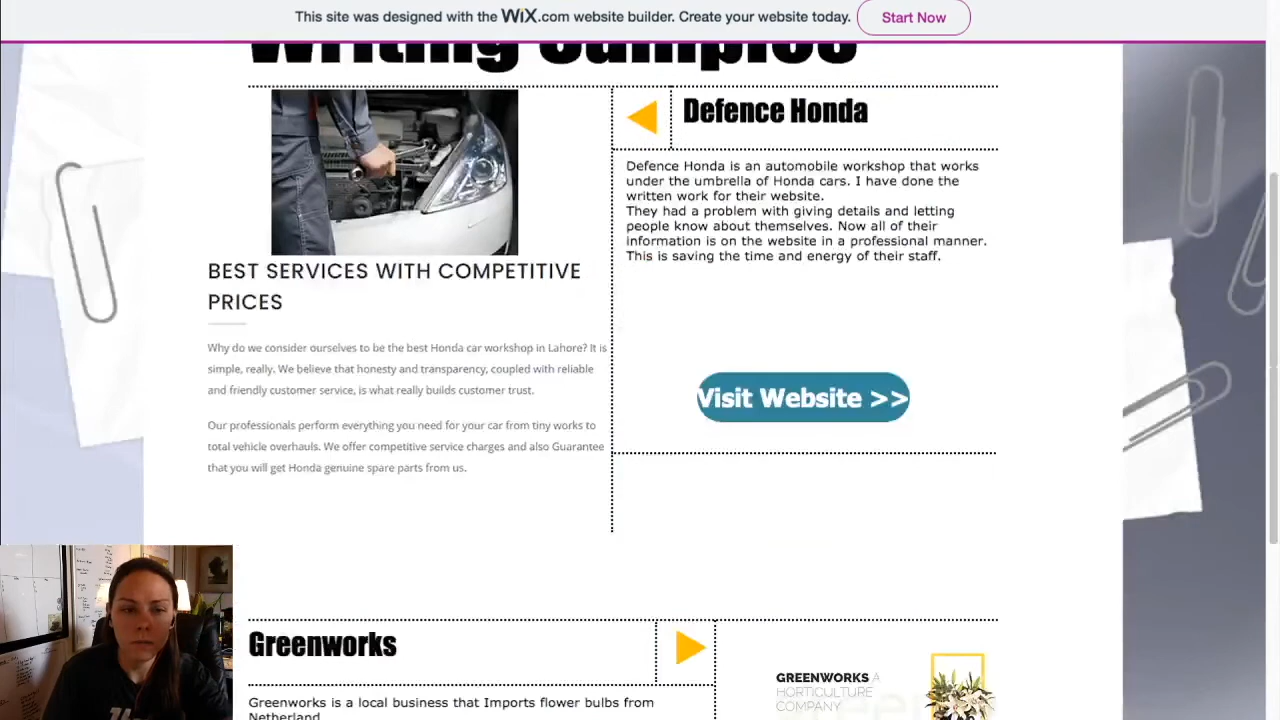 This site was designed with the WiX.com website builder. Create your website today.
Start Now
Writing Samples
Defence Honda
Defence Honda is an automobile workshop that works
under the umbrella of Honda cars. I have done the
written work for their website.
They had a problem with giving details and letting
people know about themselves. Now all of their
information is on the website in a professional manner.
This is saving the time and energy of their staff.
BEST SERVICES WITH COMPETITIVE
PRICES
Why do we consider ourselves to be the best Honda car workshop in Lahore? It is
simple, really. We believe that honesty and transparency, coupled with reliable
and friendly customer service, is what really builds customer trust.
Our professionals perform everything you need for your car from tiny works to
total vehicle overhauls. We offer competitive service charges and also Guarantee
that you will get Honda genuine spare parts from us.
Visit Website >>
Greenworks
Greenworks is a local business that Imports flower bulbs from
Netherland
GREENWORKS A
HORTICULTURE
COMPANY